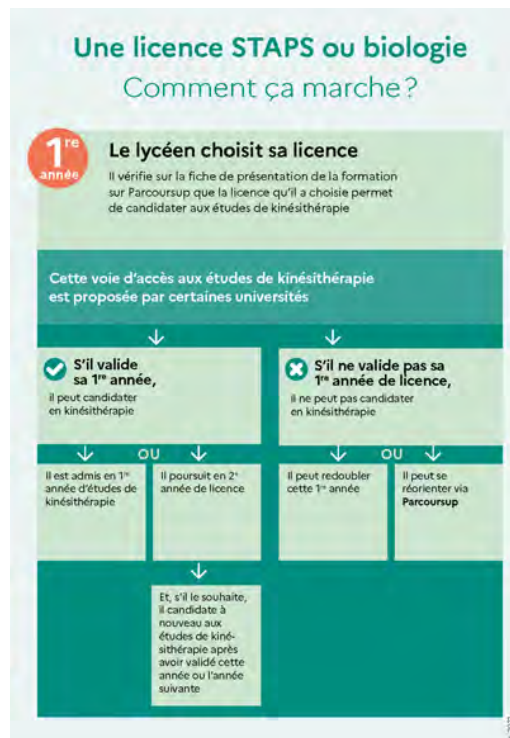 Une licence STAPS ou biologie
Comment ça marche?
1re
année
Le lycéen choisit sa licence
Il vérifie sur la fiche de présentation de la formation
sur Parcoursup que la licence qu'il a choisie permet
de candidater aux études de kinésithérapie
Cette voie d'accès aux études de kinésithérapie
est proposée par certaines universités
S'il valide
sa 1re année,
il peut candidater
en kinésithérapie
S'il ne valide pas sa
1re année de licence,
il ne peut pas candidater
en kinésithérapie
OU
OU
Il est admis en 1re
année d'études de
kinésithérapie
Il poursuit en 2e
année de licence
Il peut redoubler
cette 1re année
Il peut se
réorienter via
Parcoursup
Et, s'il le souhaite,
il candidate à
nouveau aux
études de kiné-
sithérapie après
avoir validé cette
année ou l'année
suivante